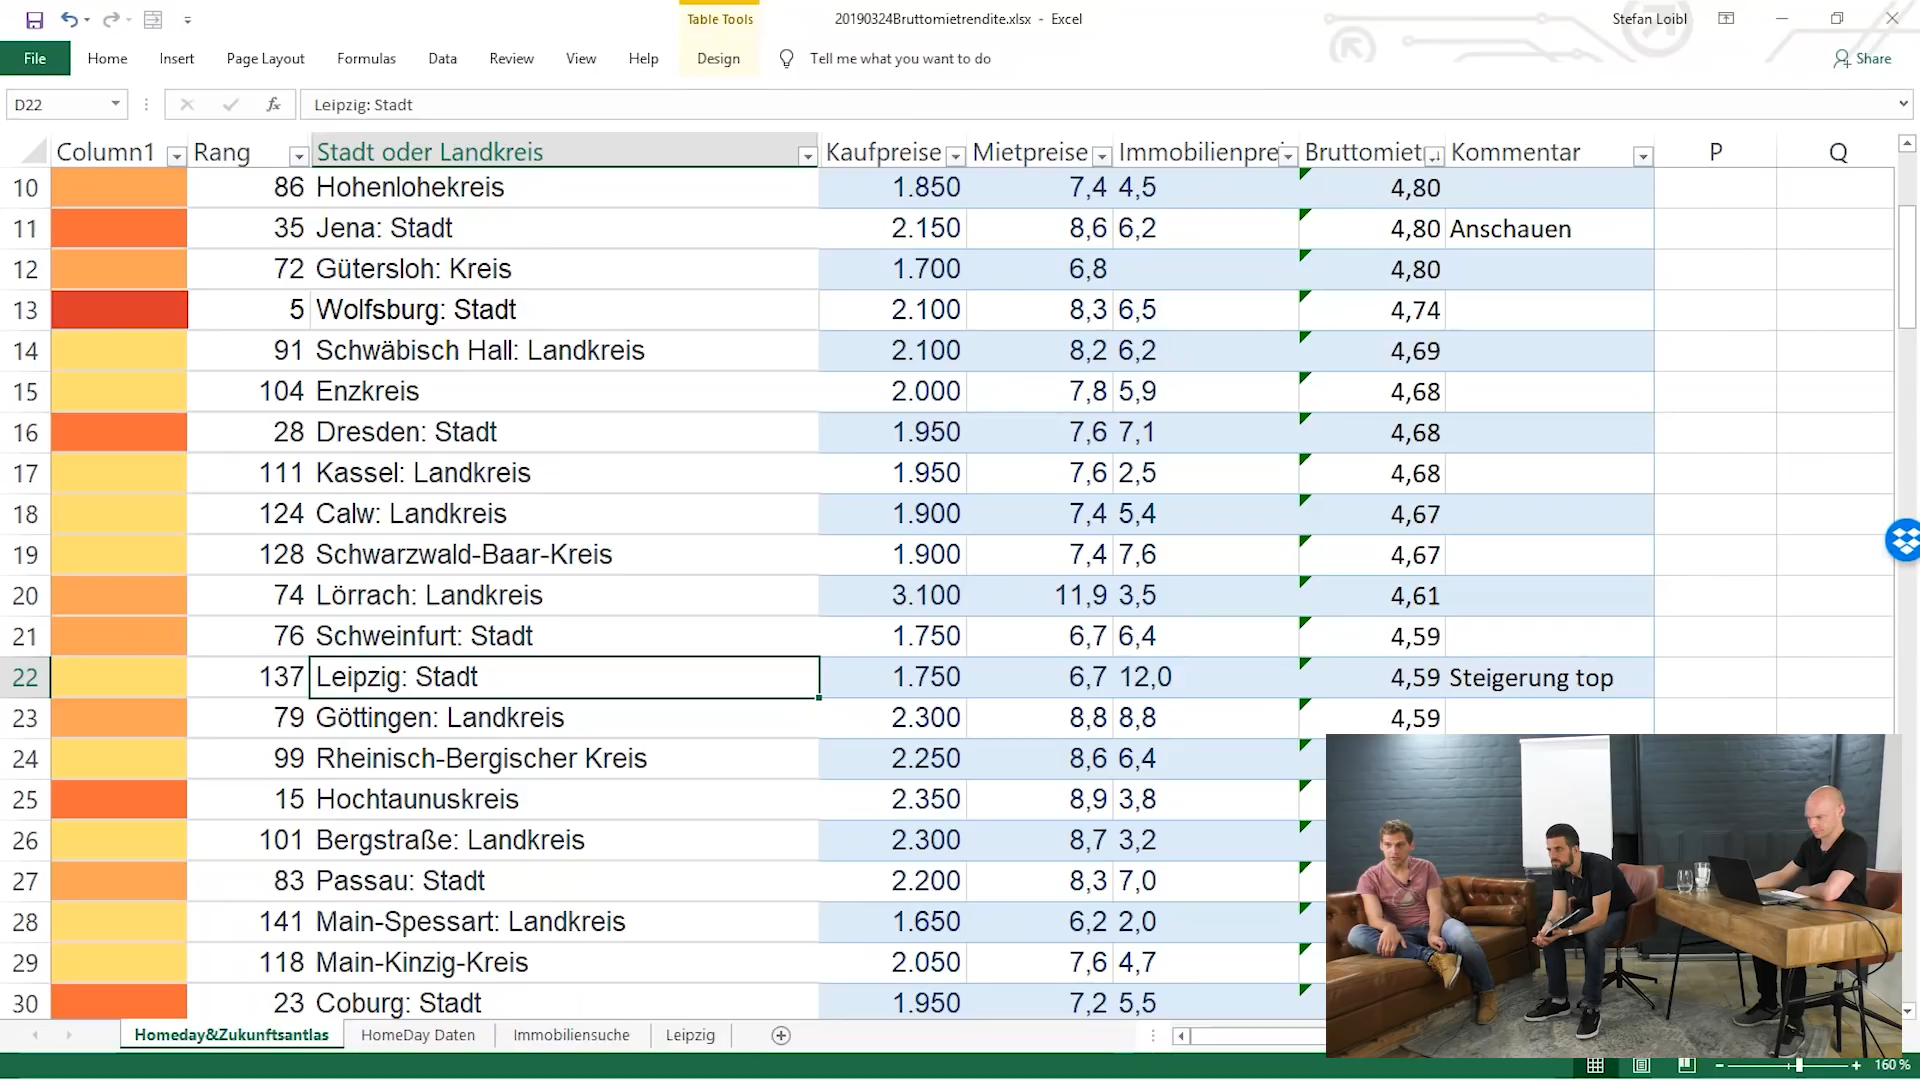 Table Tools
20190324Bruttomietrendite.xlsx - Excel
Stefan Loibl
File Home Insert Page Layout Formulas Data Review View Help Design Tell me what you want to do Share
D22 fx Leipzig: Stadt
Column1 Rang Stadt oder Landkreis Kaufpreise Mietpreise Immobilienprei Bruttomiet Kommentar P Q
10 86 Hohenlohekreis 1.850 7,4 4,5 4,80
11 35 Jena: Stadt 2.150 8,6 6,2 4,80 Anschauen
12 72 Gütersloh: Kreis 1.700 6,8 4,80
13 5 Wolfsburg: Stadt 2.100 8,3 6,5 4,74
14 91 Schwäbisch Hall: Landkreis 2.100 8,2 6,2 4,69
15 104 Enzkreis 2.000 7,8 5,9 4,68
16 28 Dresden: Stadt 1.950 7,6 7,1 4,68
17 111 Kassel: Landkreis 1.950 7,6 2,5 4,68
18 124 Calw: Landkreis 1.900 7,4 5,4 4,67
19 128 Schwarzwald-Baar-Kreis 1.900 7,4 7,6 4,67
20 74 Lörrach: Landkreis 3.100 11,9 3,5 4,61
21 76 Schweinfurt: Stadt 1.750 6,7 6,4 4,59
22 137 Leipzig: Stadt 1.750 6,7 12,0 4,59 Steigerung top
23 79 Göttingen: Landkreis 2.300 8,8 8,8 4,59
24 99 Rheinisch-Bergischer Kreis 2.250 8,6 6,4
25 15 Hochtaunuskreis 2.350 8,9 3,8
26 101 Bergstraße: Landkreis 2.300 8,7 3,2
27 83 Passau: Stadt 2.200 8,3 7,0
28 141 Main-Spessart: Landkreis 1.650 6,2 2,0
29 118 Main-Kinzig-Kreis 2.050 7,6 4,7
30 23 Coburg: Stadt 1.950 7,2 5,5
Homeday&Zukunftsantlas HomeDay Daten Immobiliensuche Leipzig
160 %